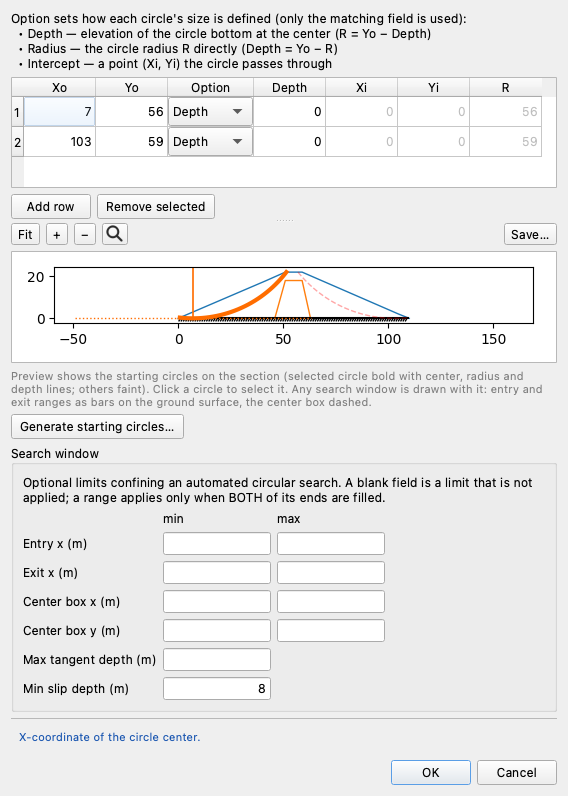 Option sets how each circle's size is defined (only the matching field is used):
• Depth — elevation of the circle bottom at the center (R = Yo − Depth)
• Radius — the circle radius R directly (Depth = Yo − R)
• Intercept — a point (Xi, Yi) the circle passes through
Xo Yo Option Depth Xi Yi R
1 7 56 Depth 0 0 0 56
2 103 59 Depth 0 0 0 59
Add row Remove selected
Fit + − Save...
20
0
−50 0 50 100 150
Preview shows the starting circles on the section (selected circle bold with center, radius and
depth lines; others faint). Click a circle to select it. Any search window is drawn with it: entry and
exit ranges as bars on the ground surface, the center box dashed.
Generate starting circles...
Search window
Optional limits confining an automated circular search. A blank field is a limit that is not
applied; a range applies only when BOTH of its ends are filled.
min max
Entry x (m)
Exit x (m)
Center box x (m)
Center box y (m)
Max tangent depth (m)
Min slip depth (m) 8
X-coordinate of the circle center.
OK Cancel